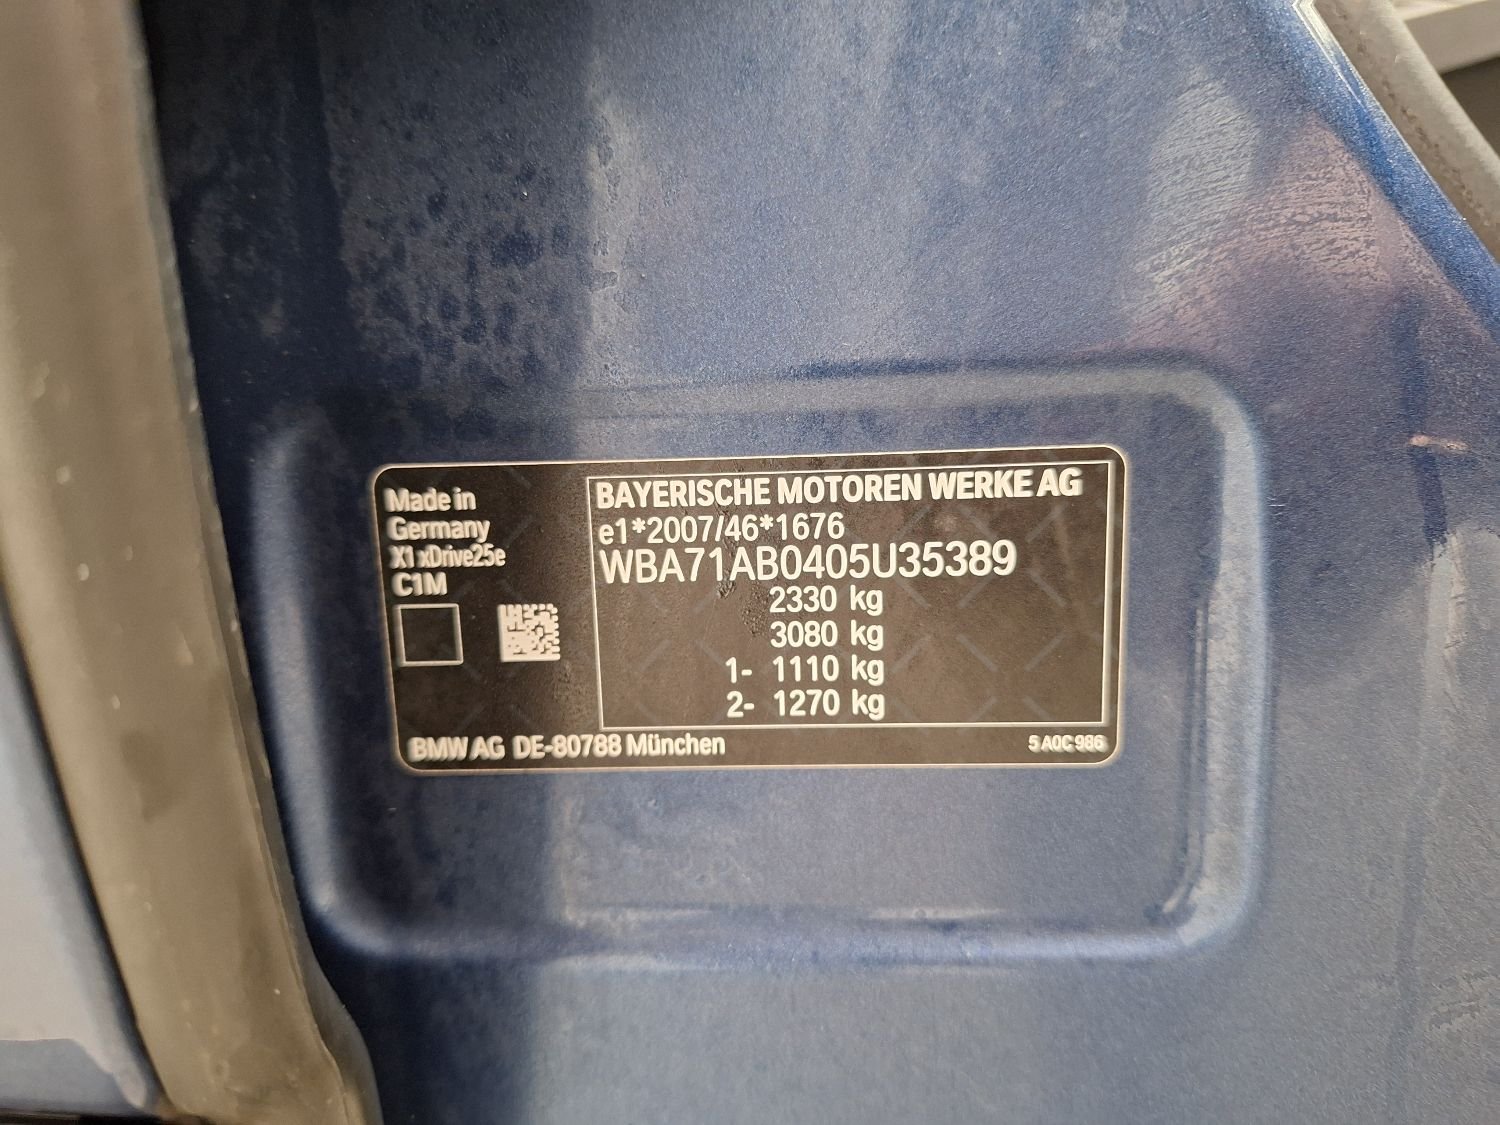 Made in
Germany
X1 xDrive25e
C1M
BAYERISCHE MOTOREN WERKE AG
e1*2007/46*1676
WBA71AB0405U35389
2330 kg
3080 kg
1- 1110 kg
2- 1270 kg
BMW AG DE-80788 München
5 A0C 986